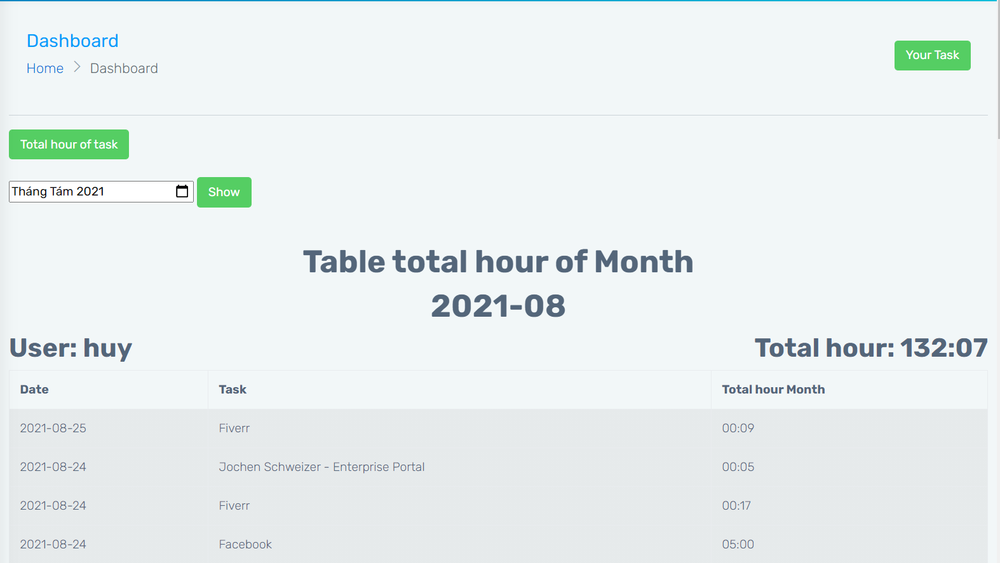 Dashboard
Home > Dashboard
Your Task
Total hour of task
Tháng Tám 2021
Show
Table total hour of Month
2021-08
User: huy
Total hour: 132:07
Date Task Total hour Month
2021-08-25 Fiverr 00:09
2021-08-24 Jochen Schweizer - Enterprise Portal 00:05
2021-08-24 Fiverr 00:17
2021-08-24 Facebook 05:00